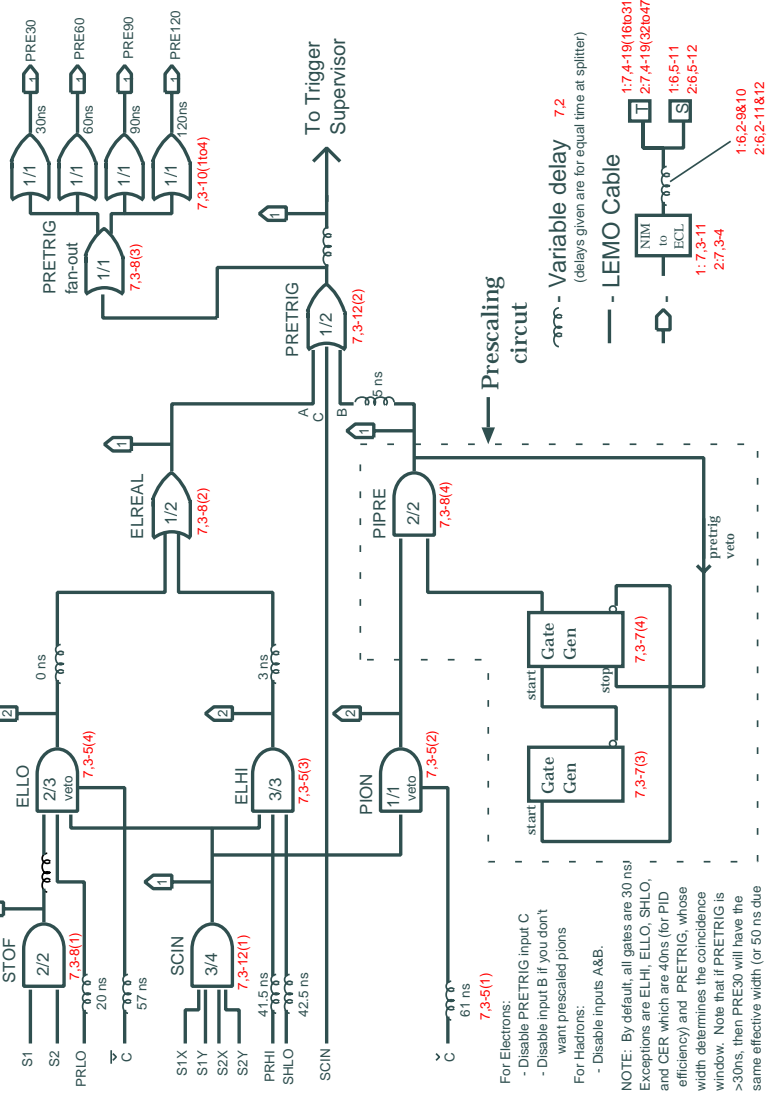 PRE30
PRE60
PRE90
PRE120
1
1
1
1
30ns
60ns
90ns
120ns
1/1
1/1
1/1
1/1
7,3-10(1to4)
PRETRIG
fan-out
1/1
7,3-8(3)
To Trigger
Supervisor
1
PRETRIG
1/2
7,3-12(2)
A
C
B
5 ns
1
1
ELREAL
1/2
7,3-8(2)
PIPRE
2/2
7,3-8(4)
Prescaling
circut
- Variable delay
7,2
(delays given are for equal time at splitter)
- LEMO Cable
-
NIM
to
ECL
1: 7,3-11
2:7,3-4
T
S
1:7,4-19(16to31
2:7,4-19(32to47
1:6,5-11
2:6,5-12
1:6,2-9&10
2:6,2-11&12
pretrig
veto
0 ns
3 ns
2
2
2
ELLO
2/3
veto
7,3-5(4)
ELHI
3/3
7,3-5(3)
PION
1/1
veto
7,3-5(2)
start
stop
Gate
Gen
7,3-7(4)
start
Gate
Gen
7,3-7(3)
STOF
2/2
7,3-8(1)
1
SCIN
3/4
7,3-12(1)
S1
S2
PRLO
20 ns
C
57 ns
S1X
S1Y
S2X
S2Y
PRHI
41.5 ns
SHLO
42.5 ns
SCIN
C
61 ns
7,3-5(1)
For Electrons:
- Disable PRETRIG input C
- Disable input B if you don't
want prescaled pions
For Hadrons:
- Disable inputs A&B.
NOTE: By default, all gates are 30 ns.
Exceptions are ELHI, ELLO, SHLO,
and CER which are 40ns (for PID
efficiency) and PRETRIG, whose
width determines the coincidence
window. Note that if PRETRIG is
>30ns, then PRE30 will have the
same effective width (or 50 ns due